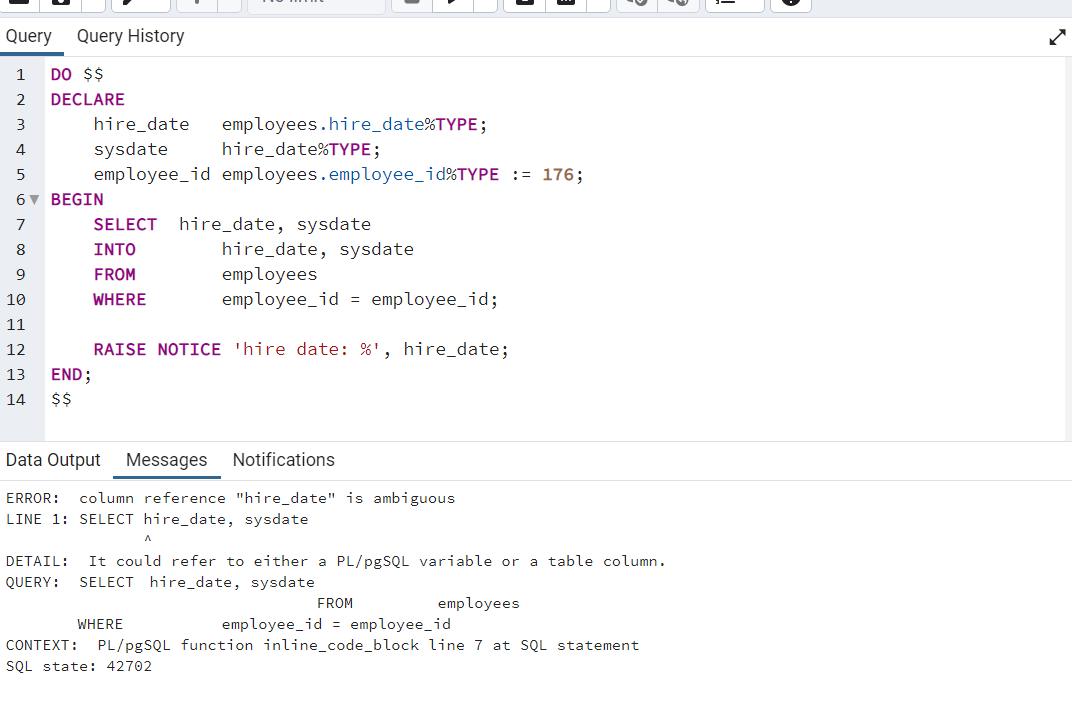 Query Query History
1 DO $$
2 DECLARE
3 hire_date employees.hire_date%TYPE;
4 sysdate hire_date%TYPE;
5 employee_id employees.employee_id%TYPE := 176;
6 BEGIN
7 SELECT hire_date, sysdate
8 INTO hire_date, sysdate
9 FROM employees
10 WHERE employee_id = employee_id;
11
12 RAISE NOTICE 'hire date: %', hire_date;
13 END;
14 $$
Data Output Messages Notifications
ERROR: column reference "hire_date" is ambiguous
LINE 1: SELECT hire_date, sysdate
^
DETAIL: It could refer to either a PL/pgSQL variable or a table column.
QUERY: SELECT hire_date, sysdate
FROM employees
WHERE employee_id = employee_id
CONTEXT: PL/pgSQL function inline_code_block line 7 at SQL statement
SQL state: 42702